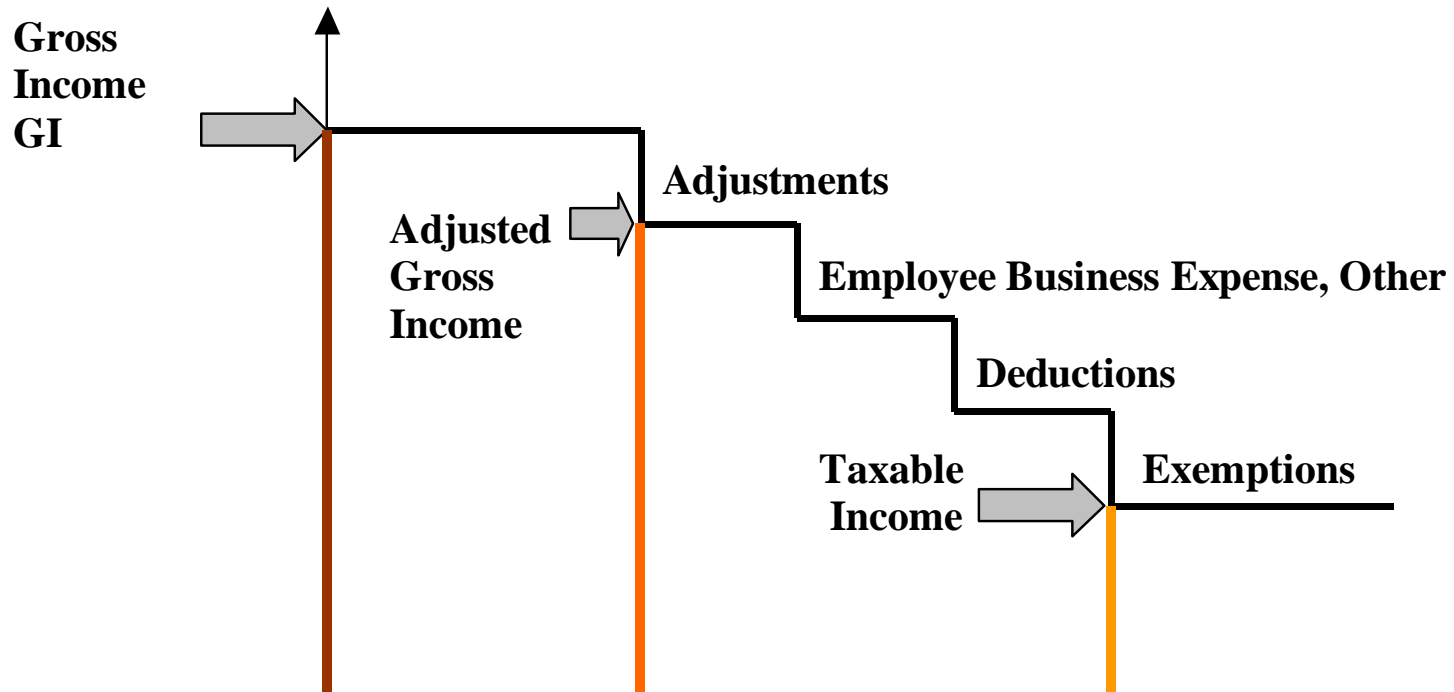 Gross
Income
GI
Adjustments
Adjusted
Gross
Income
Employee Business Expense, Other
Deductions
Taxable
Income
Exemptions